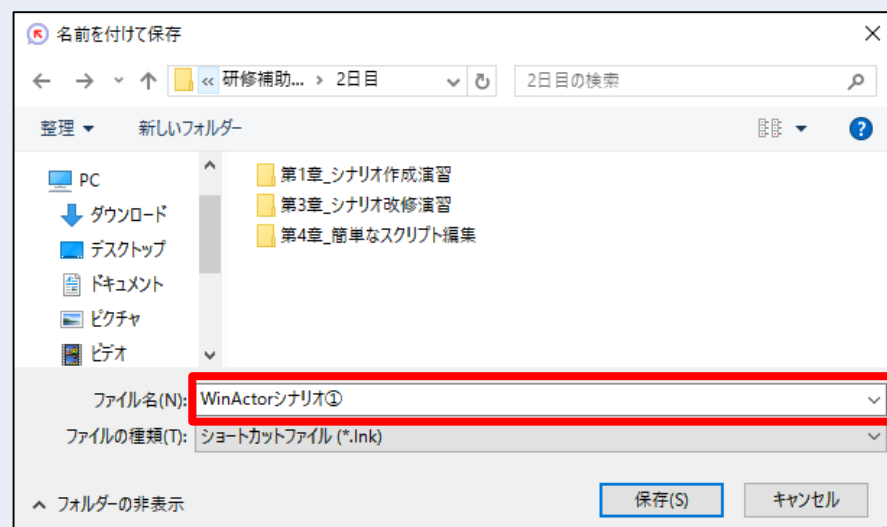 名前を付けて保存
« 研修補助... › 2日目
2日目の検索
整理
新しいフォルダー
PC
ダウンロード
デスクトップ
ドキュメント
ピクチャ
ビデオ
第1章_シナリオ作成演習
第3章_シナリオ改修演習
第4章_簡単なスクリプト編集
ファイル名(N): WinActorシナリオ①
ファイルの種類(T): ショートカットファイル (*.lnk)
フォルダーの非表示
保存(S)
キャンセル